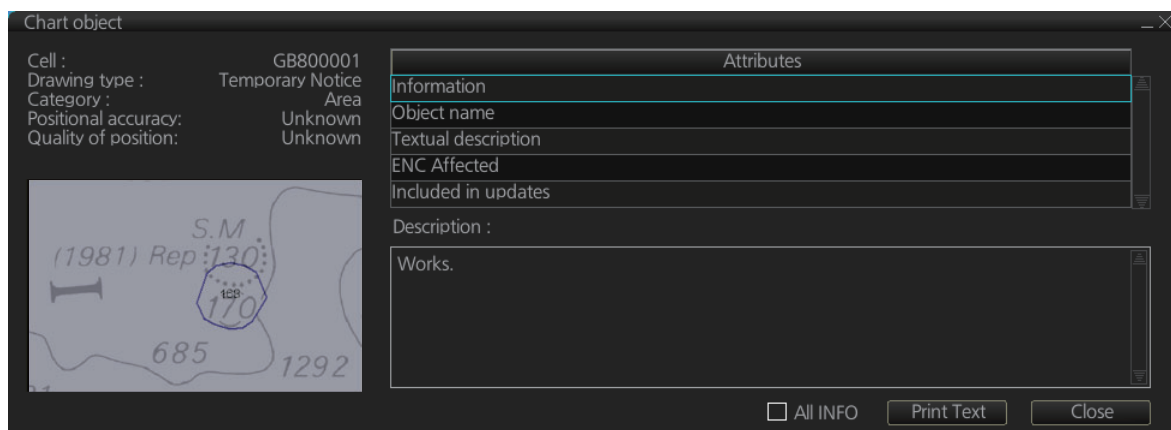 Chart object
Cell : GB800001
Drawing type : Temporary Notice
Category : Area
Positional accuracy: Unknown
Quality of position: Unknown
Attributes
Information
Object name
Textual description
ENC Affected
Included in updates
Description :
Works.
S.M.
(1981) Rep 130
170
I
685
1292
All INFO
Print Text
Close